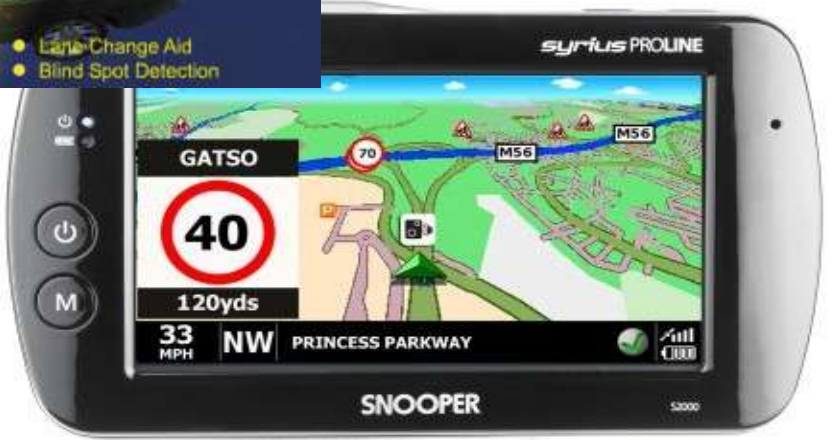 Lane Change Aid
Blind Spot Detection
syrius PROLINE
GATSO
40
120yds
70
M56
M56
P
33
MPH
NW
PRINCESS PARKWAY
M
SNOOPER
S2000